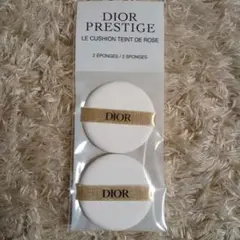 DIOR
PRESTIGE
LE CUSHION TEINT DE ROSE
2 ÉPONGES / 2 SPONGES
DIOR
DIOR